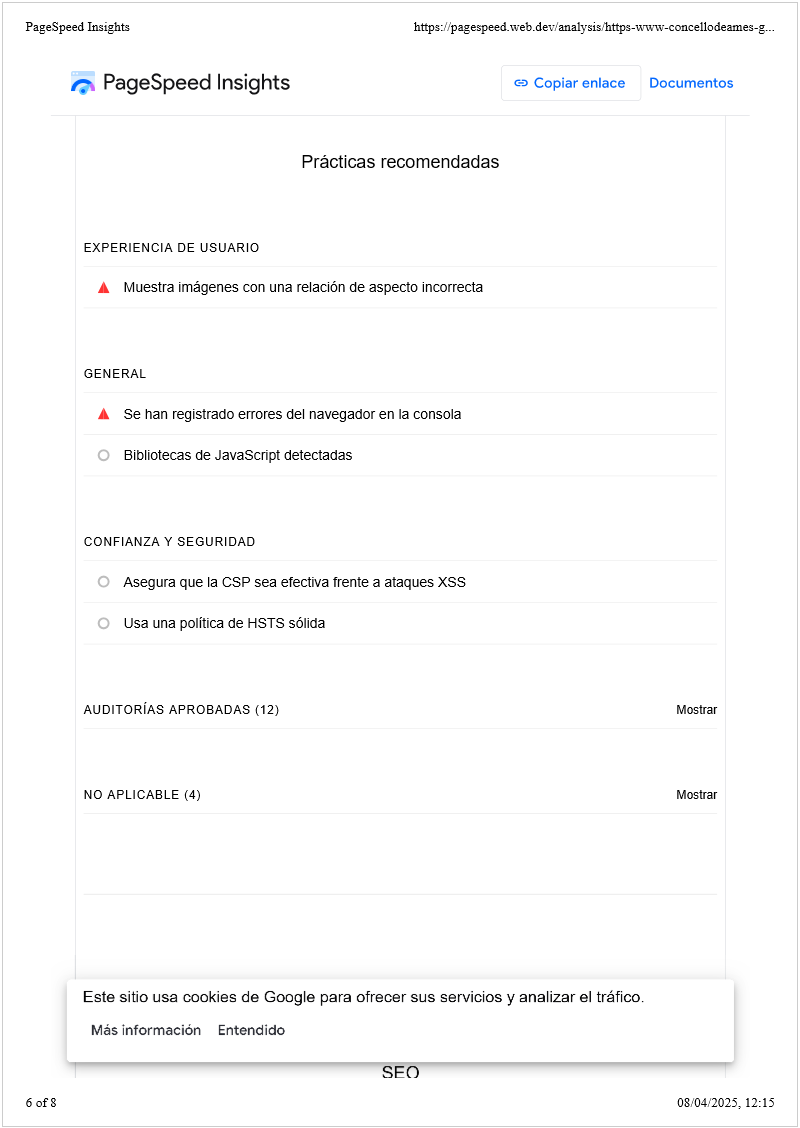 PageSpeed Insights https://pagespeed.web.dev/analysis/https-www-concellodeames-g...
PageSpeed Insights Copiar enlace Documentos
Prácticas recomendadas
EXPERIENCIA DE USUARIO
Muestra imágenes con una relación de aspecto incorrecta
GENERAL
Se han registrado errores del navegador en la consola
Bibliotecas de JavaScript detectadas
CONFIANZA Y SEGURIDAD
Asegura que la CSP sea efectiva frente a ataques XSS
Usa una política de HSTS sólida
AUDITORÍAS APROBADAS (12) Mostrar
NO APLICABLE (4) Mostrar
Este sitio usa cookies de Google para ofrecer sus servicios y analizar el tráfico.
Más información Entendido
SEO
6 of 8 08/04/2025, 12:15